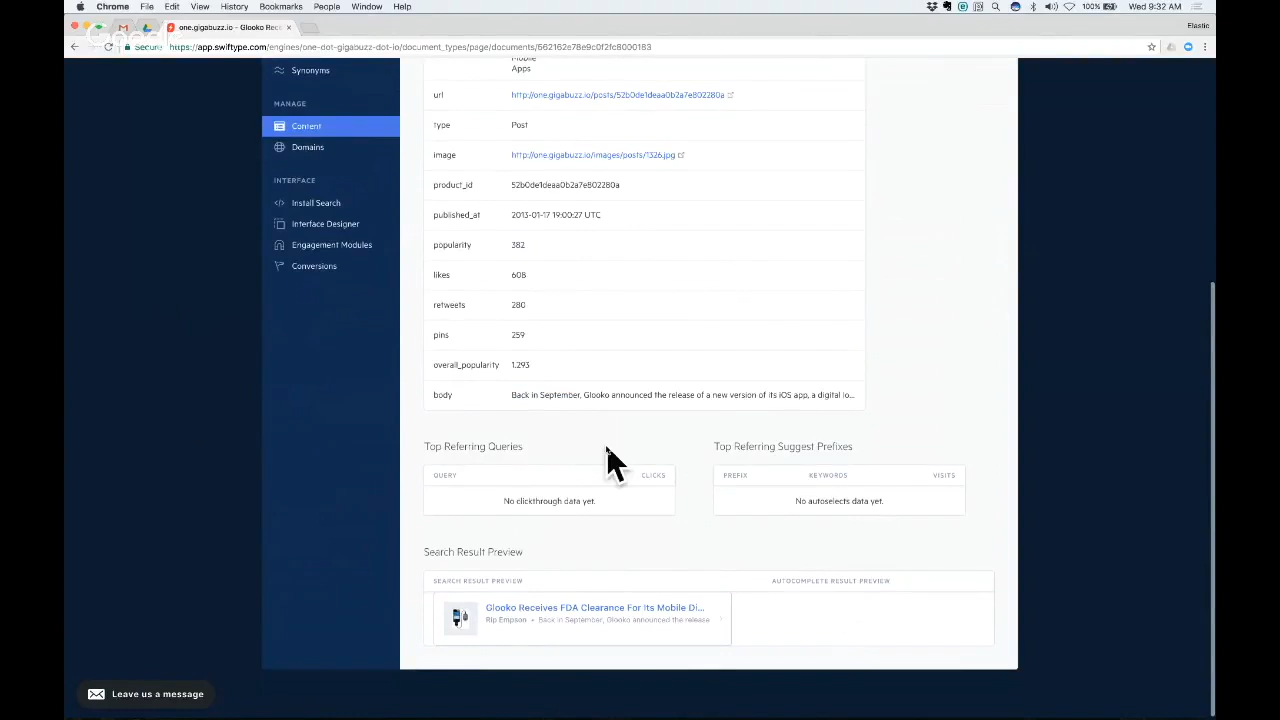 Chrome File Edit View History Bookmarks People Window Help 100% Wed 9:32 AM
one.gigabuzz.io – Glooko Rece × Elastic
Secure https://app.swiftype.com/engines/one-dot-gigabuzz-dot-io/document_types/page/documents/562162e78e9c0f2fc8000183
Mobile
Apps
Synonyms
MANAGE
Content
Domains
INTERFACE
Install Search
Interface Designer
Engagement Modules
Conversions
url http://one.gigabuzz.io/posts/52b0de1deaa0b2a7e802280a
type Post
image http://one.gigabuzz.io/images/posts/1326.jpg
product_id 52b0de1deaa0b2a7e802280a
published_at 2013-01-17 19:00:27 UTC
popularity 382
likes 608
retweets 280
pins 259
overall_popularity 1.293
body Back in September, Glooko announced the release of a new version of its iOS app, a digital lo...
Top Referring Queries
QUERY CLICKS
No clickthrough data yet.
Top Referring Suggest Prefixes
PREFIX KEYWORDS VISITS
No autoselects data yet.
Search Result Preview
SEARCH RESULT PREVIEW AUTOCOMPLETE RESULT PREVIEW
Glooko Receives FDA Clearance For Its Mobile Di...
Rip Empson • Back in September, Glooko announced the release
Leave us a message